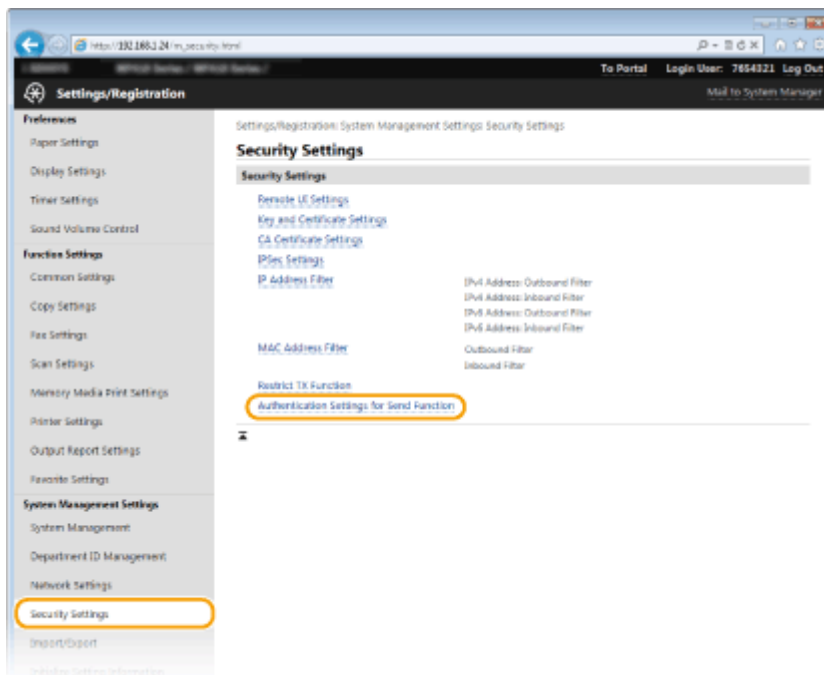 https://192.168.1.24/m_security.html
To Portal Login User: 7654321 Log Out
Settings/Registration
Mail to System Manager
Preferences
Paper Settings
Display Settings
Timer Settings
Sound Volume Control
Function Settings
Common Settings
Copy Settings
Fax Settings
Scan Settings
Memory Media Print Settings
Printer Settings
Output Report Settings
Favorite Settings
System Management Settings
System Management
Department ID Management
Network Settings
Security Settings
Import/Export
Initialize Setting Information
Settings/Registration: System Management Settings: Security Settings
Security Settings
Security Settings
Remote UI Settings
Key and Certificate Settings
CA Certificate Settings
IPSec Settings
IP Address Filter
IPv4 Address: Outbound Filter
IPv4 Address: Inbound Filter
IPv6 Address: Outbound Filter
IPv6 Address: Inbound Filter
MAC Address Filter
Outbound Filter
Inbound Filter
Restrict TX Function
Authentication Settings for Send Function